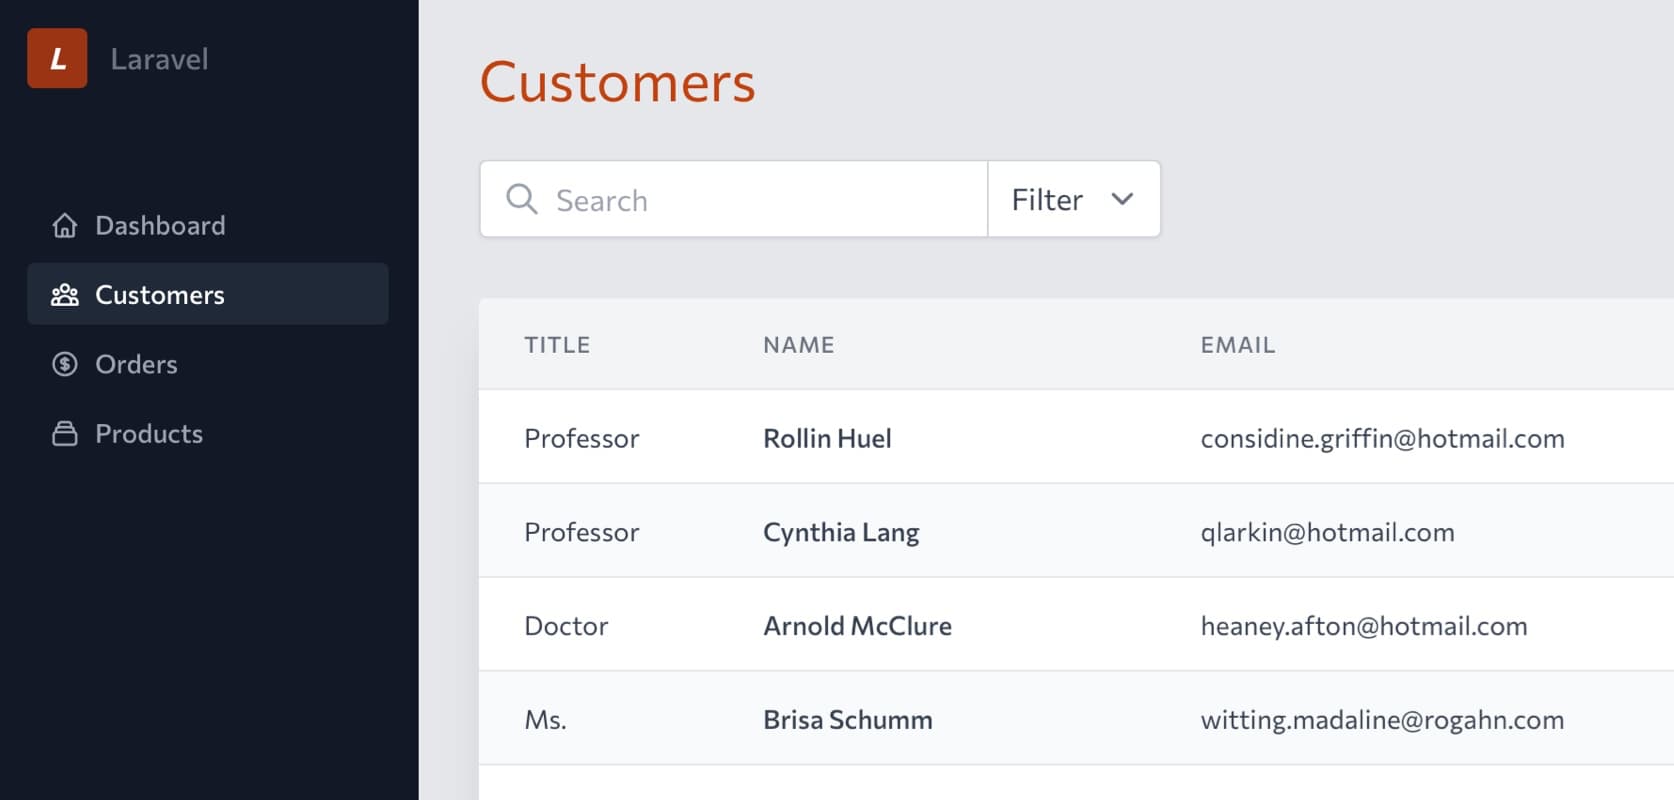 L Laravel
Dashboard
Customers
Orders
Products
Customers
Search Filter
TITLE NAME EMAIL
Professor Rollin Huel considine.griffin@hotmail.com
Professor Cynthia Lang qlarkin@hotmail.com
Doctor Arnold McClure heaney.afton@hotmail.com
Ms. Brisa Schumm witting.madaline@rogahn.com